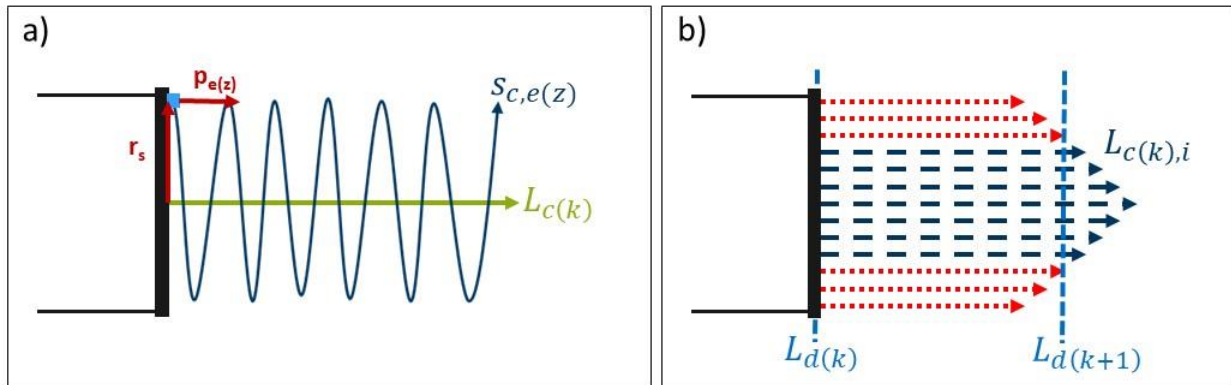 a)
p_{e(z)}
s_{c,e(z)}
r_s
L_{c(k)}
b)
L_{c(k),i}
L_{d(k)}
L_{d(k+1)}